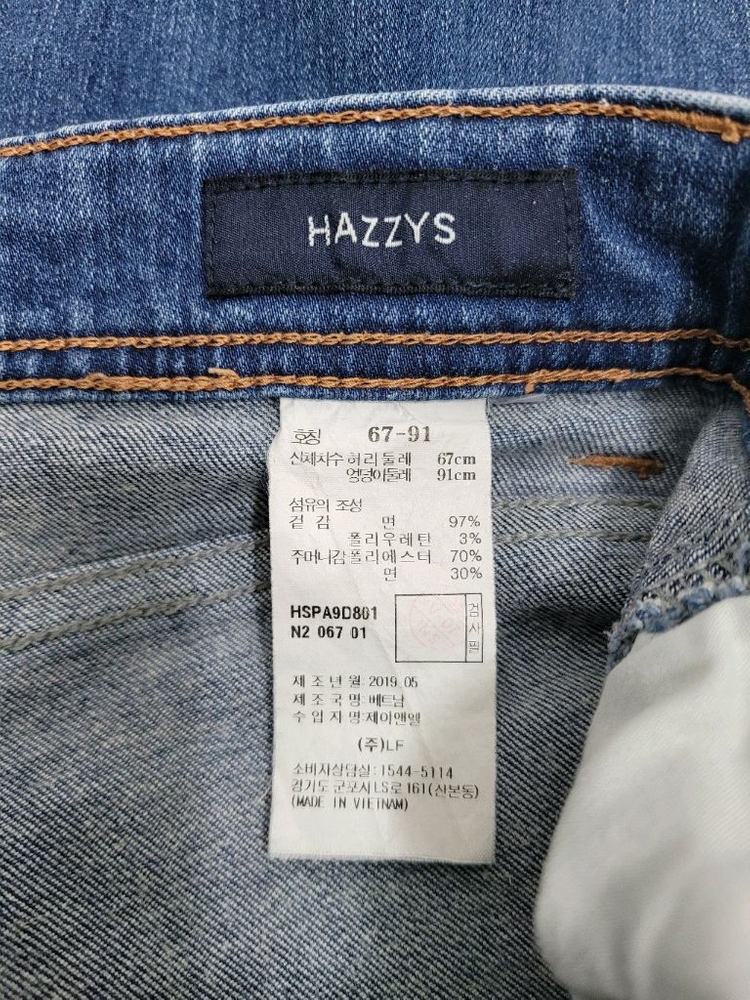 HAZZYS
호칭 67-91
신체치수 허리둘레 67cm
엉덩이둘레 91cm
섬유의 조성
겉 감 면 97%
폴리우레탄 3%
주머니감 폴리에스터 70%
면 30%
HSPA9D801
N2 067 01
검사필
제 조 년 월: 2019.05
제 조 국 명: 베트남
수 입 자 명: 제이앤엘
(주)LF
소비자상담실: 1544-5114
경기도 군포시 LS로 161(산본동)
(MADE IN VIETNAM)